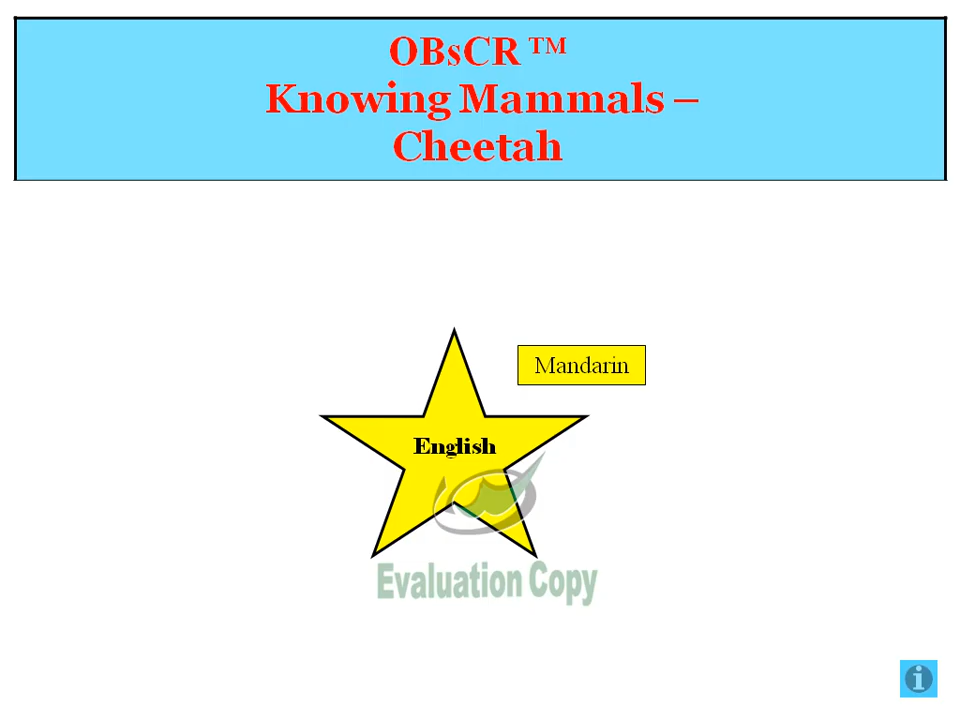 OBsCR ™
Knowing Mammals –
Cheetah
Mandarin
English
Evaluation Copy
i